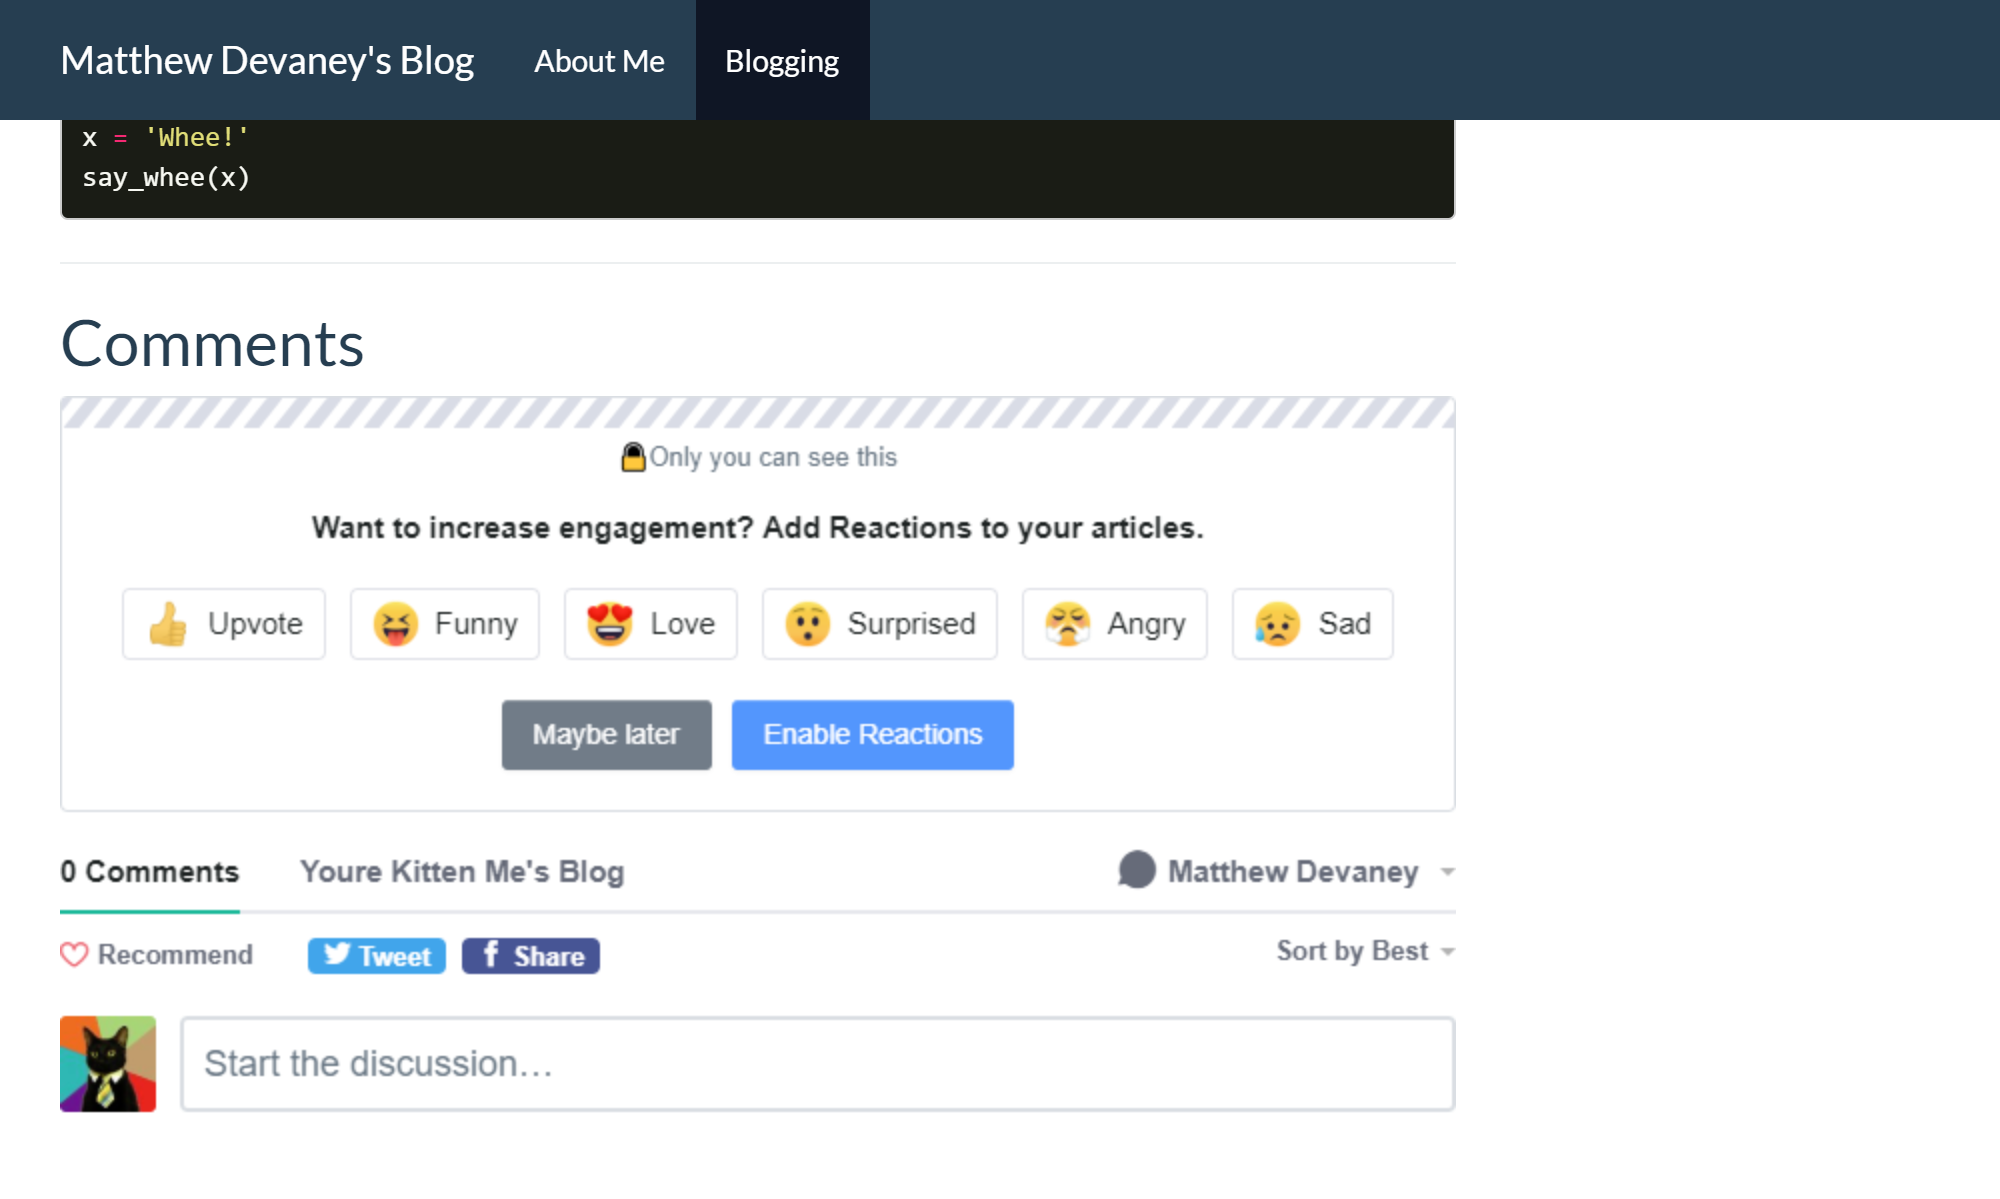 Matthew Devaney's Blog About Me Blogging
x = 'Whee!'
say_whee(x)
Comments
Only you can see this
Want to increase engagement? Add Reactions to your articles.
Upvote Funny Love Surprised Angry Sad
Maybe later Enable Reactions
0 Comments Youre Kitten Me's Blog Matthew Devaney
Recommend Tweet Share Sort by Best
Start the discussion…